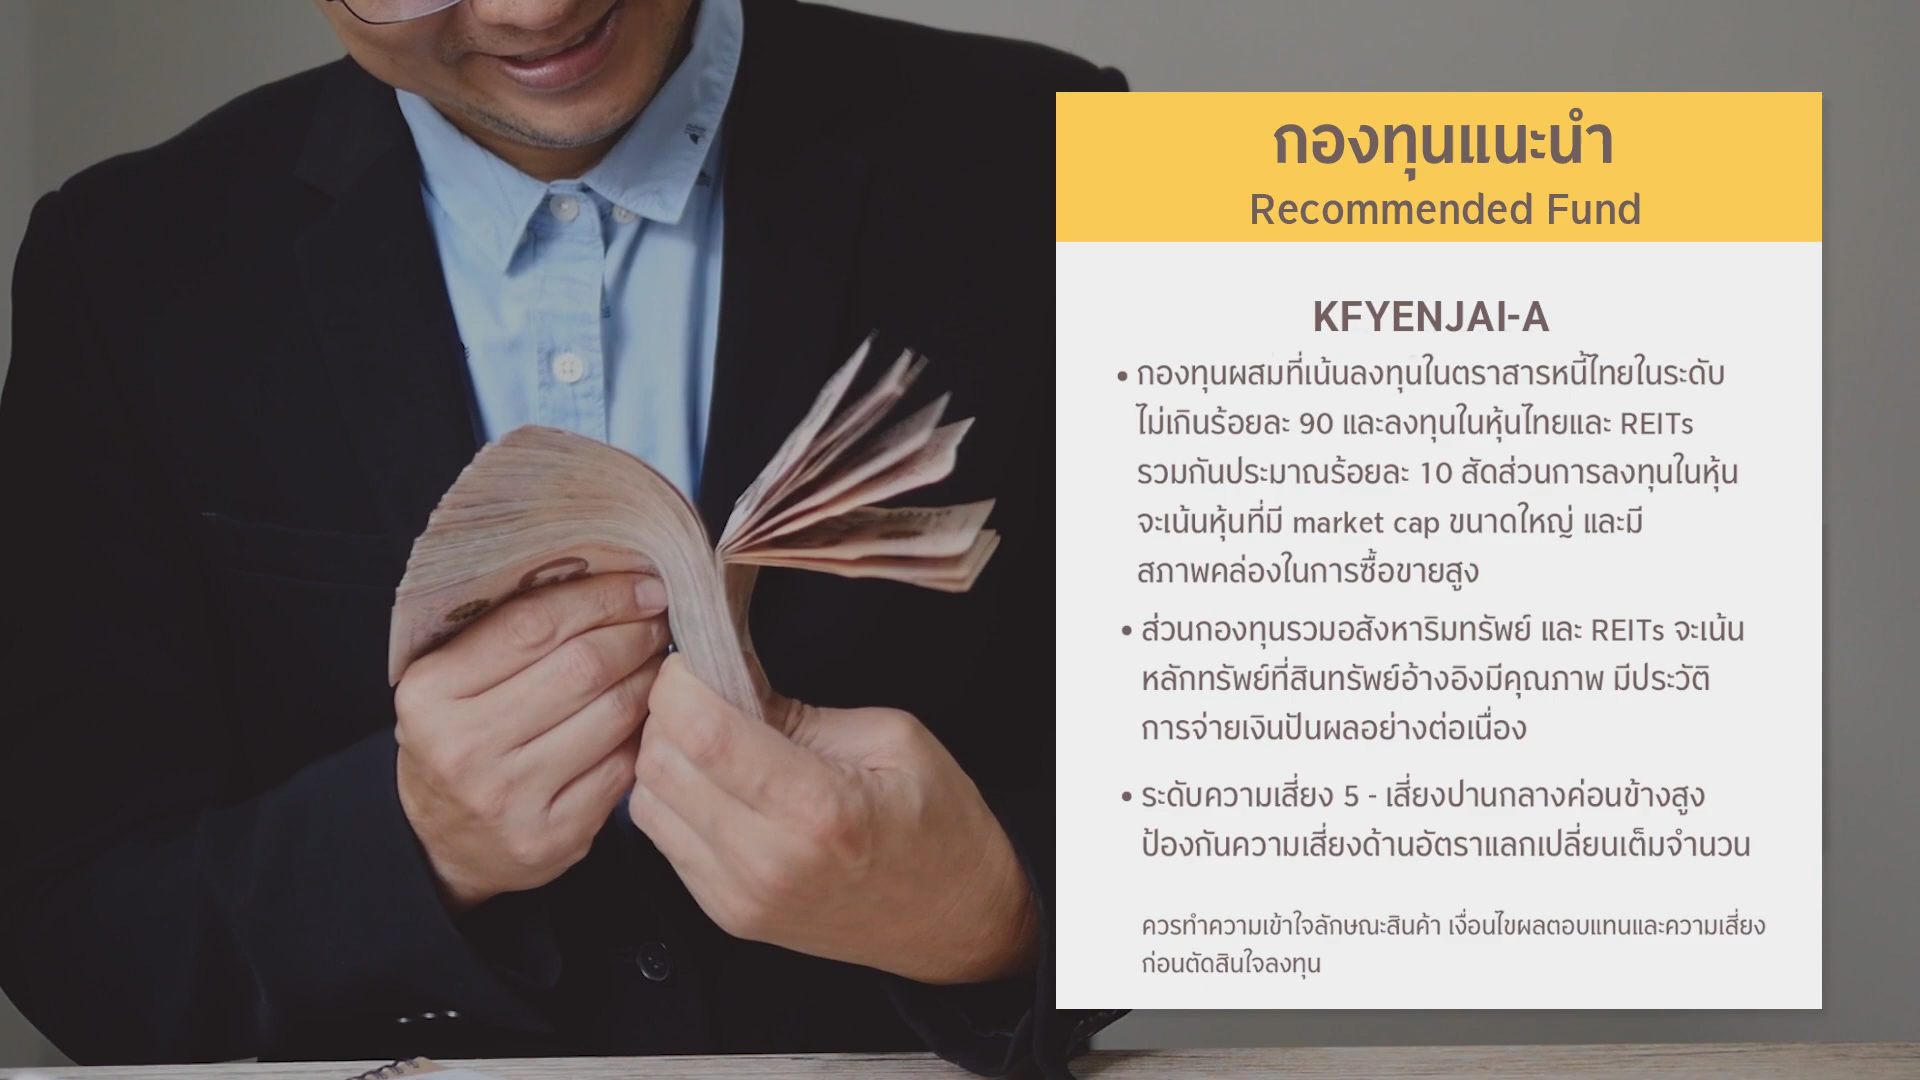 กองทุนแนะนำ
Recommended Fund
KFYENJAI-A
• กองทุนผสมที่เน้นลงทุนในตราสารหนี้ไทยในระดับ
ไม่เกินร้อยละ 90 และลงทุนในหุ้นไทยและ REITs
รวมกันประมาณร้อยละ 10 สัดส่วนการลงทุนในหุ้น
จะเน้นหุ้นที่มี market cap ขนาดใหญ่ และมี
สภาพคล่องในการซื้อขายสูง
• ส่วนกองทุนรวมอสังหาริมทรัพย์ และ REITs จะเน้น
หลักทรัพย์ที่สินทรัพย์อ้างอิงมีคุณภาพ มีประวัติ
การจ่ายเงินปันผลอย่างต่อเนื่อง
• ระดับความเสี่ยง 5 - เสี่ยงปานกลางค่อนข้างสูง
ป้องกันความเสี่ยงด้านอัตราแลกเปลี่ยนเต็มจำนวน
ควรทำความเข้าใจลักษณะสินค้า เงื่อนไขผลตอบแทนและความเสี่ยง
ก่อนตัดสินใจลงทุน